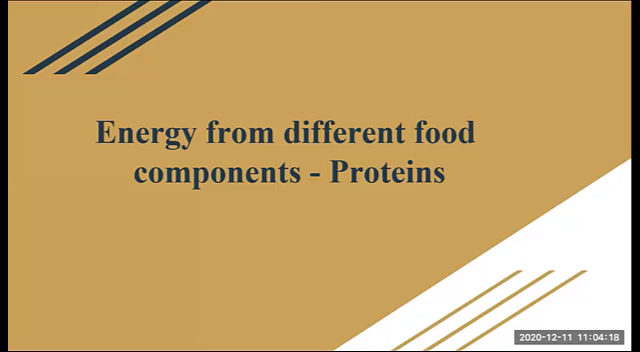 Energy from different food
components - Proteins
2020-12-11 11:04:18